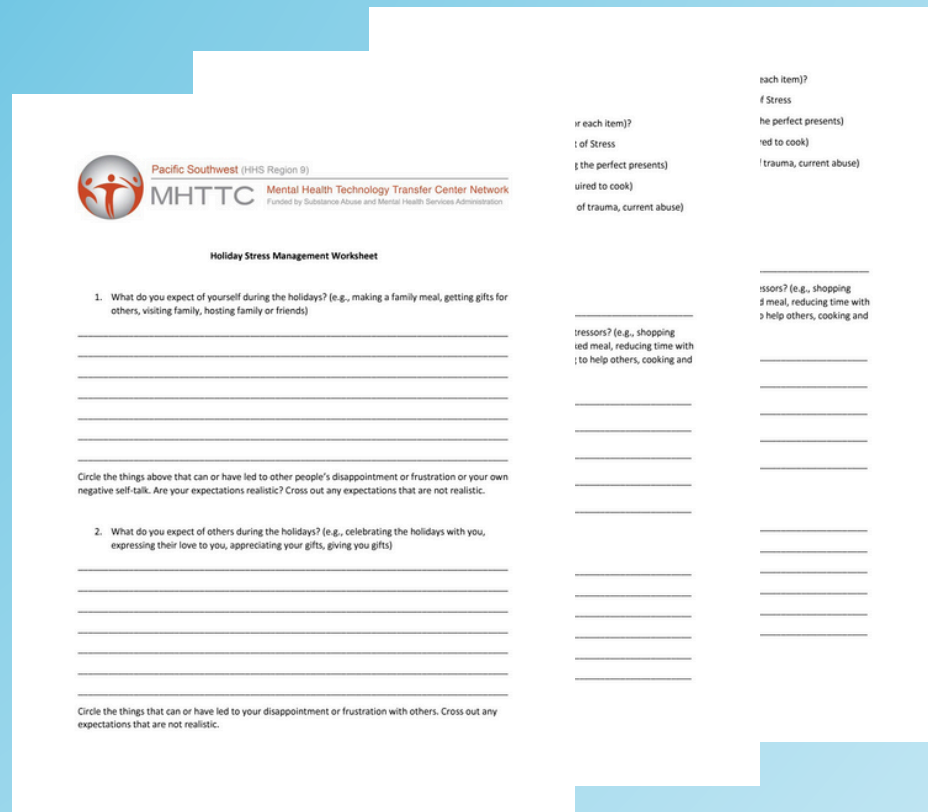 Pacific Southwest (HHS Region 9)
MHTTC
Mental Health Technology Transfer Center Network
Funded by Substance Abuse and Mental Health Services Administration
Holiday Stress Management Worksheet
1. What do you expect of yourself during the holidays? (e.g., making a family meal, getting gifts for
others, visiting family, hosting family or friends)
Circle the things above that can or have led to other people's disappointment or frustration or your own
negative self-talk. Are your expectations realistic? Cross out any expectations that are not realistic.
2. What do you expect of others during the holidays? (e.g., celebrating the holidays with you,
expressing their love to you, appreciating your gifts, giving you gifts)
Circle the things that can or have led to your disappointment or frustration with others. Cross out any
expectations that are not realistic.
r each item)?
t of Stress
g the perfect presents)
uired to cook)
of trauma, current abuse)
tressors? (e.g., shopping
ked meal, reducing time with
to help others, cooking and
each item)?
f Stress
he perfect presents)
red to cook)
trauma, current abuse)
essors? (e.g., shopping
d meal, reducing time with
o help others, cooking and